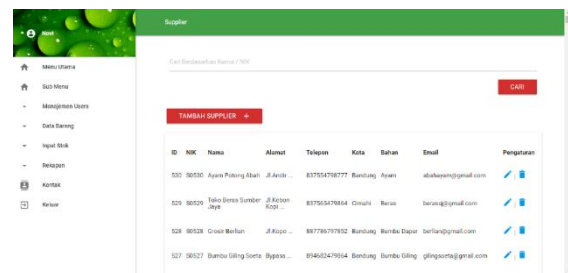 Supplier
Novi
Menu Utama
Sub Menu
Manajemen Users
Data Barang
Input Stok
Rekapan
Kontak
Keluar
Cari Berdasarkan Nama / NIK
CARI
TAMBAH SUPPLIER +
ID NIK Nama Alamat Telepon Kota Bahan Email Pengaturan
530 S0530 Ayam Potong Abah Jl.Andir ... 837554798777 Bandung Ayam abahayam@gmail.com |
529 S0529 Toko Beras Sumber Jaya Jl.Kebon Kopi ... 837565479864 Cimahi Beras berassj@gmail.com |
528 S0528 Grosir Berlian Jl.Kopo ... 887786797892 Bandung Bumbu Dapur berlian@gmail.com |
527 S0527 Bumbu Giling Soeta Bypass ... 894682479864 Bandung Bumbu Giling gilingsoeta@gmail.com |